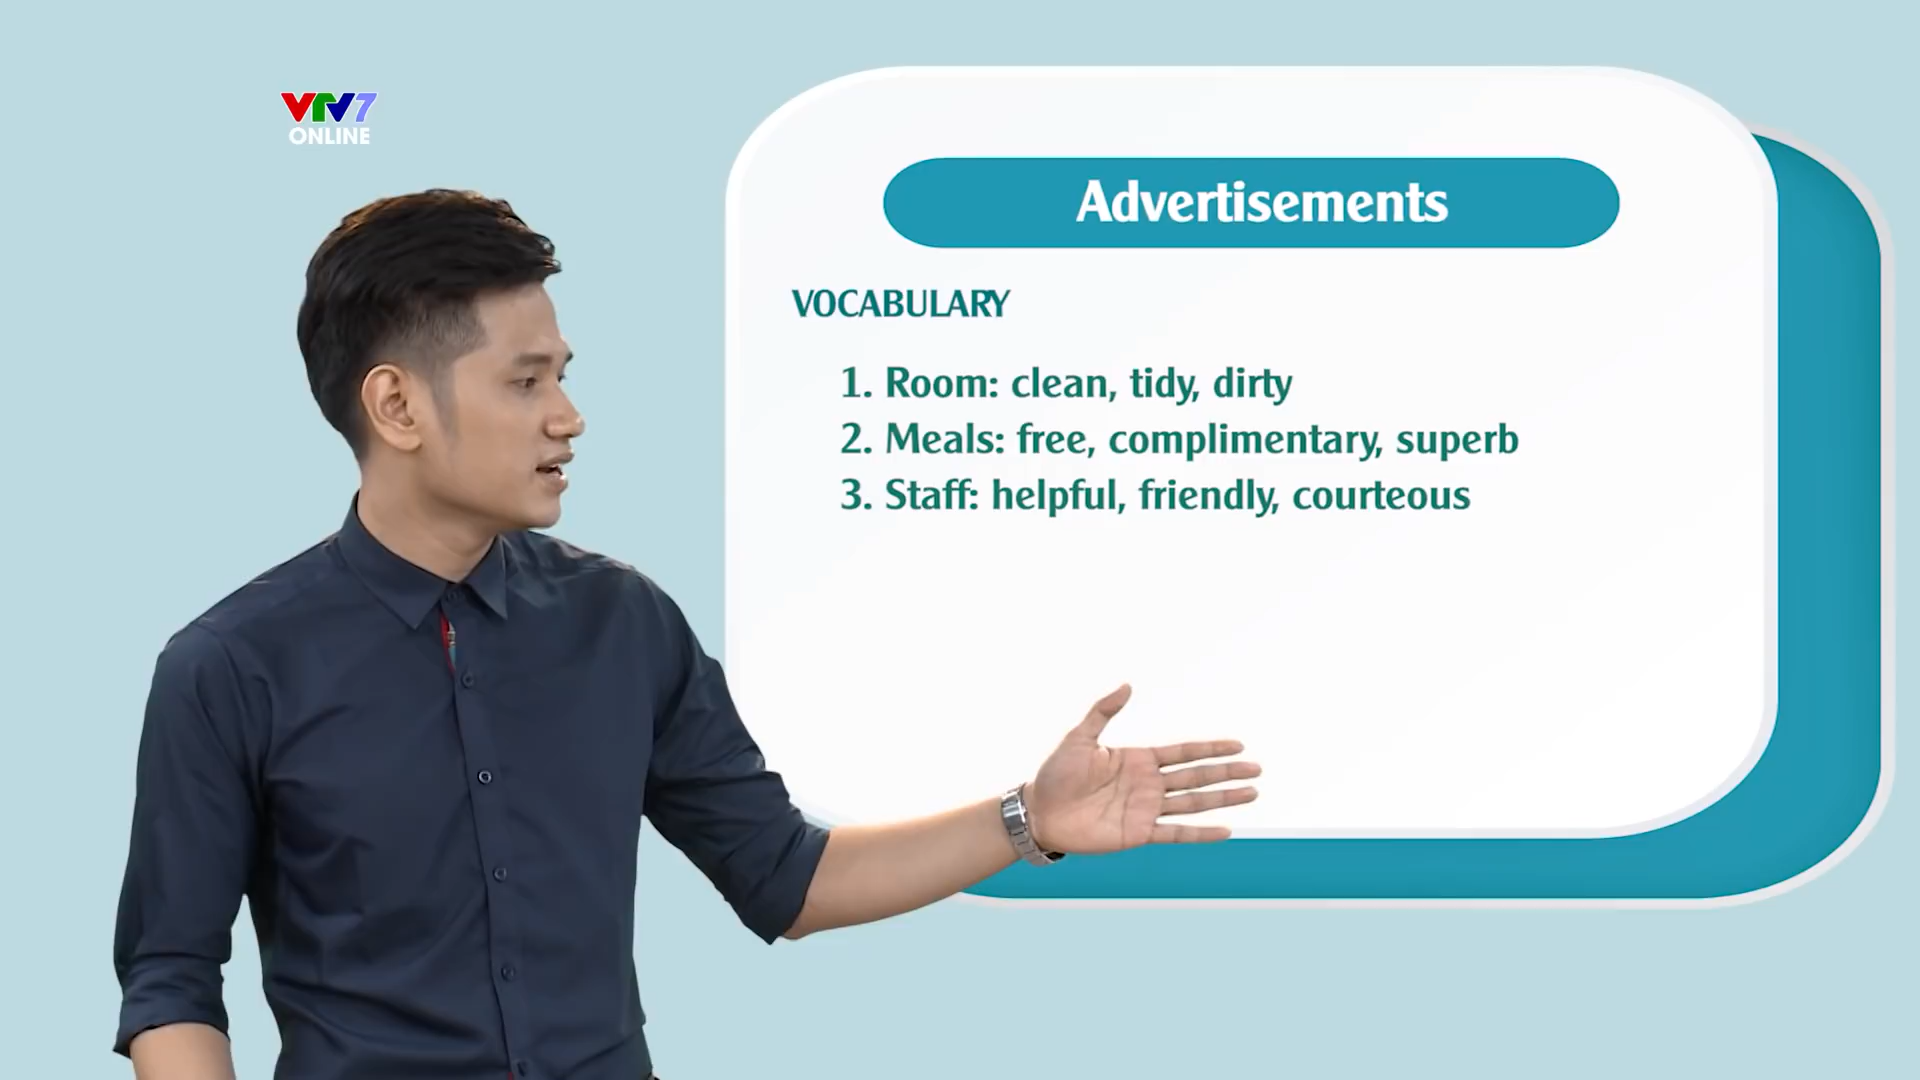 VTV7
ONLINE
Advertisements
VOCABULARY
1. Room: clean, tidy, dirty
2. Meals: free, complimentary, superb
3. Staff: helpful, friendly, courteous